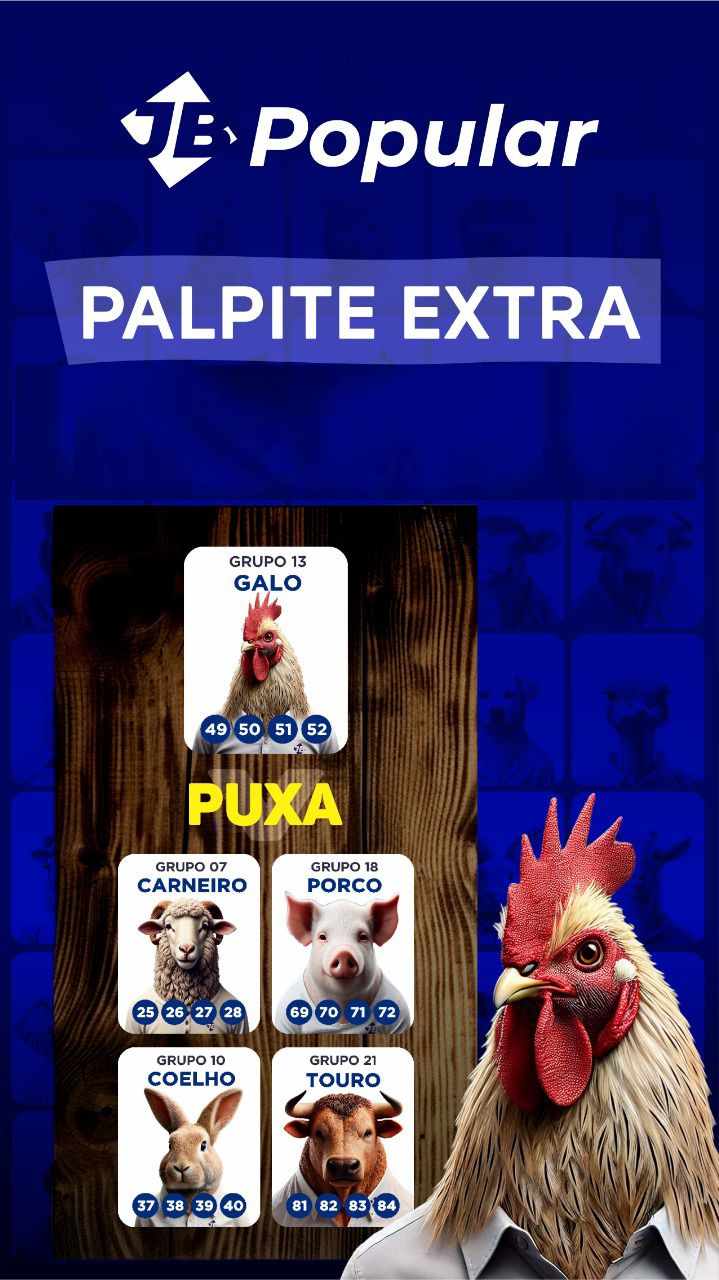 JB Popular
PALPITE EXTRA
GRUPO 13
GALO
49 50 51 52
JB
PUXA
GRUPO 07
CARNEIRO
25 26 27 28
GRUPO 18
PORCO
69 70 71 72
GRUPO 10
COELHO
37 38 39 40
GRUPO 21
TOURO
81 82 83 84